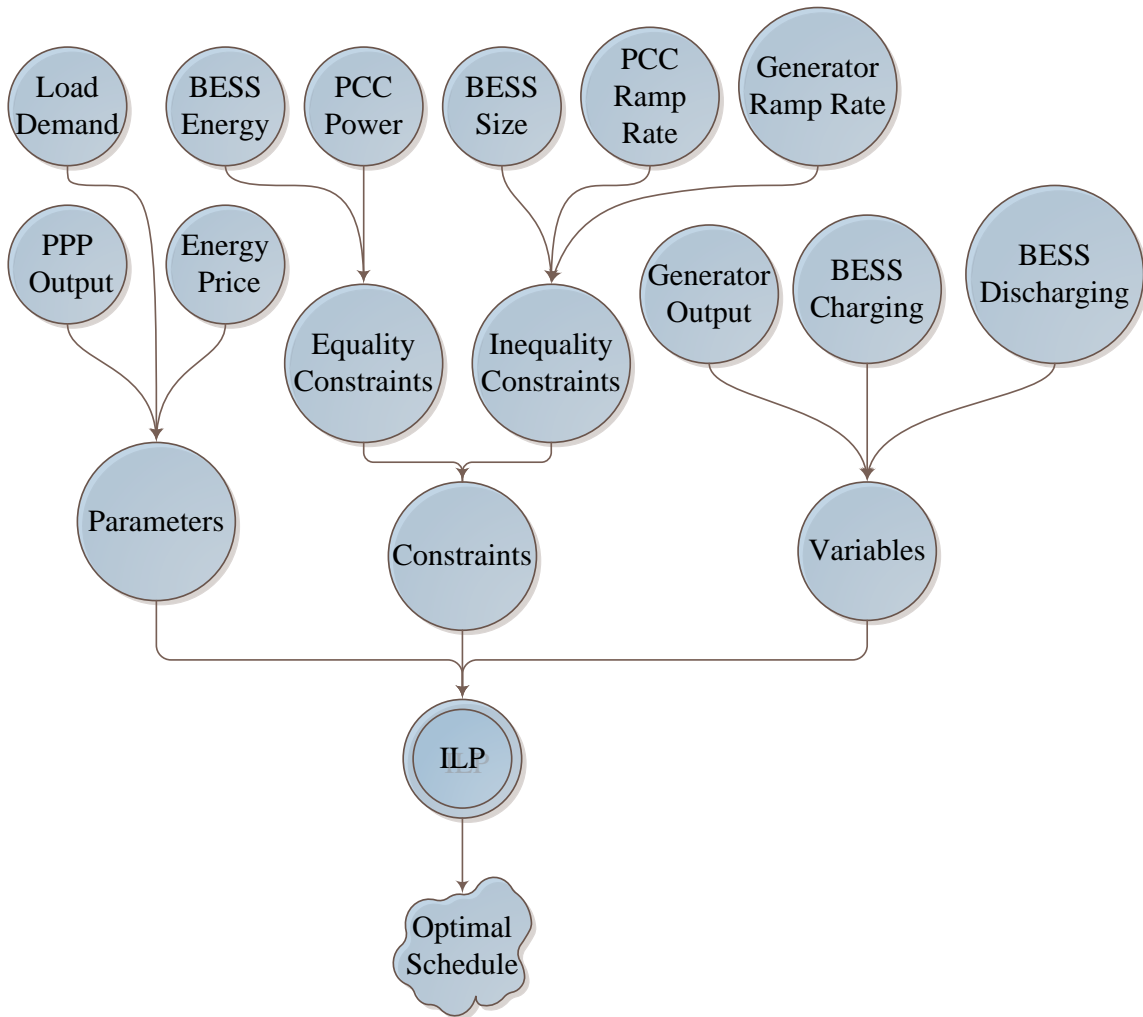 Load
Demand
BESS
Energy
PCC
Power
BESS
Size
PCC
Ramp
Rate
Generator
Ramp Rate
PPP
Output
Energy
Price
Generator
Output
BESS
Charging
BESS
Discharging
Equality
Constraints
Inequality
Constraints
Parameters
Constraints
Variables
ILP
Optimal
Schedule